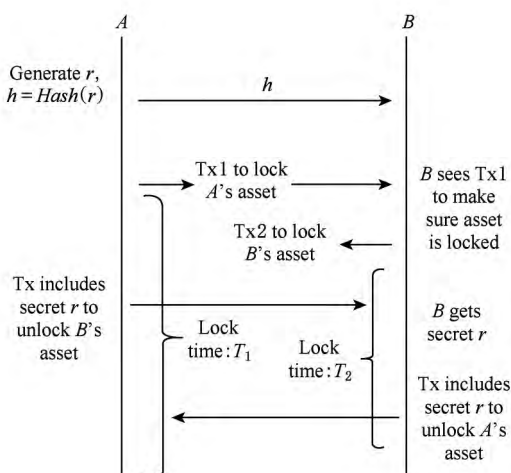 A
B
Generate r,
h = Hash(r)
h
Tx1 to lock
A's asset
B sees Tx1
to make
sure asset
is locked
Tx2 to lock
B's asset
Tx includes
secret r to
unlock B's
asset
Lock
time: T₁
Lock
time: T₂
B gets
secret r
Tx includes
secret r to
unlock A's
asset